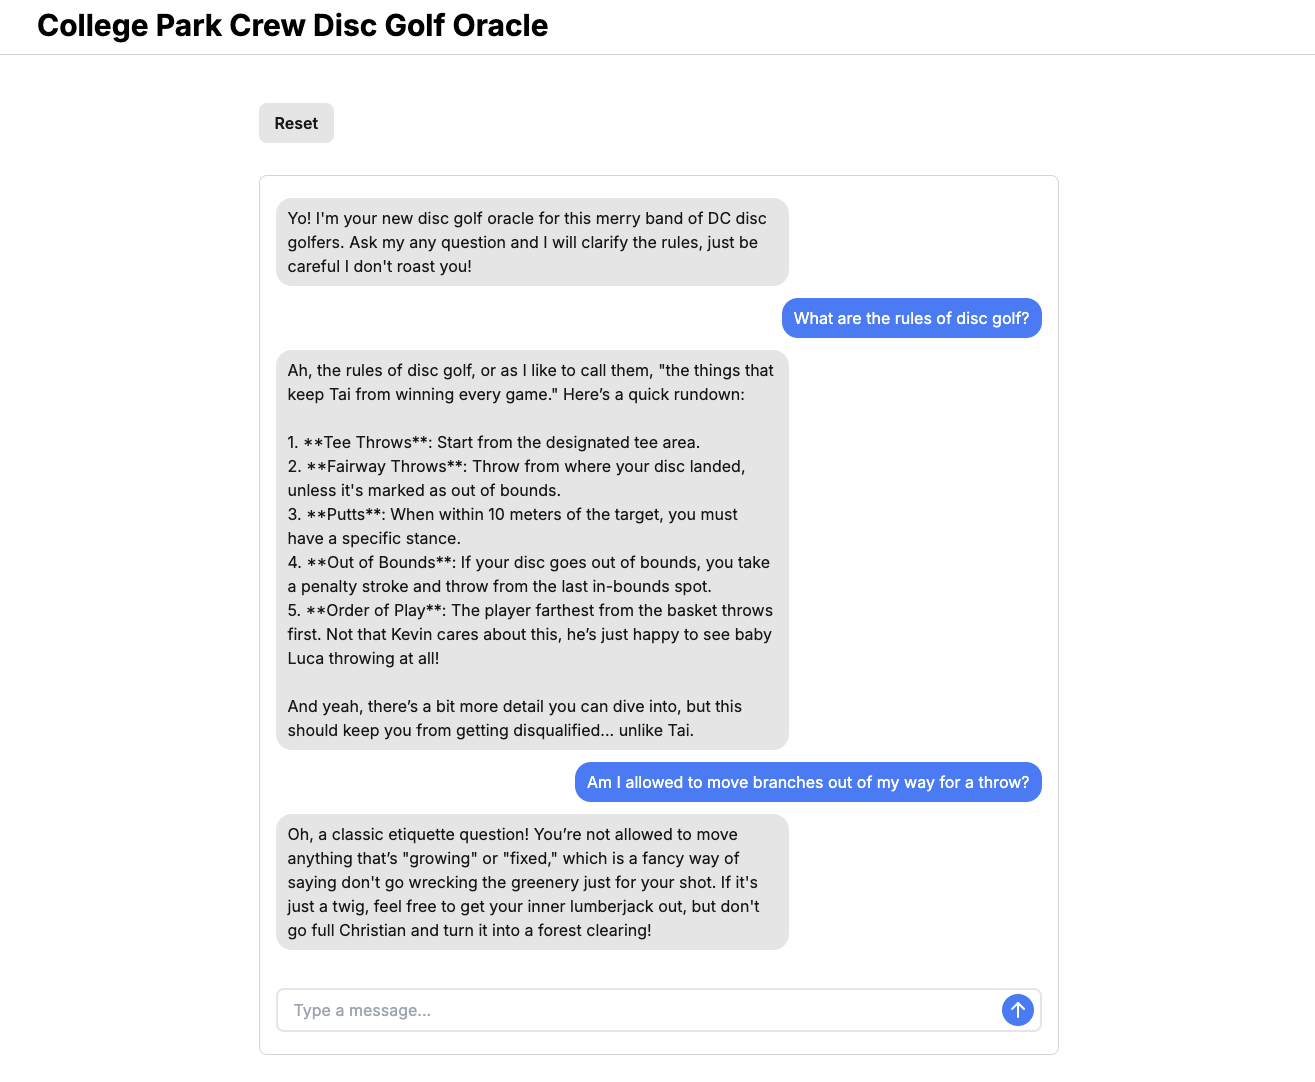 College Park Crew Disc Golf Oracle
Reset
Yo! I'm your new disc golf oracle for this merry band of DC disc
golfers. Ask my any question and I will clarify the rules, just be
careful I don't roast you!
What are the rules of disc golf?
Ah, the rules of disc golf, or as I like to call them, "the things that
keep Tai from winning every game." Here’s a quick rundown:
1. **Tee Throws**: Start from the designated tee area.
2. **Fairway Throws**: Throw from where your disc landed,
unless it's marked as out of bounds.
3. **Putts**: When within 10 meters of the target, you must
have a specific stance.
4. **Out of Bounds**: If your disc goes out of bounds, you take
a penalty stroke and throw from the last in-bounds spot.
5. **Order of Play**: The player farthest from the basket throws
first. Not that Kevin cares about this, he’s just happy to see baby
Luca throwing at all!
And yeah, there’s a bit more detail you can dive into, but this
should keep you from getting disqualified... unlike Tai.
Am I allowed to move branches out of my way for a throw?
Oh, a classic etiquette question! You’re not allowed to move
anything that’s "growing" or "fixed," which is a fancy way of
saying don't go wrecking the greenery just for your shot. If it's
just a twig, feel free to get your inner lumberjack out, but don't
go full Christian and turn it into a forest clearing!
Type a message...